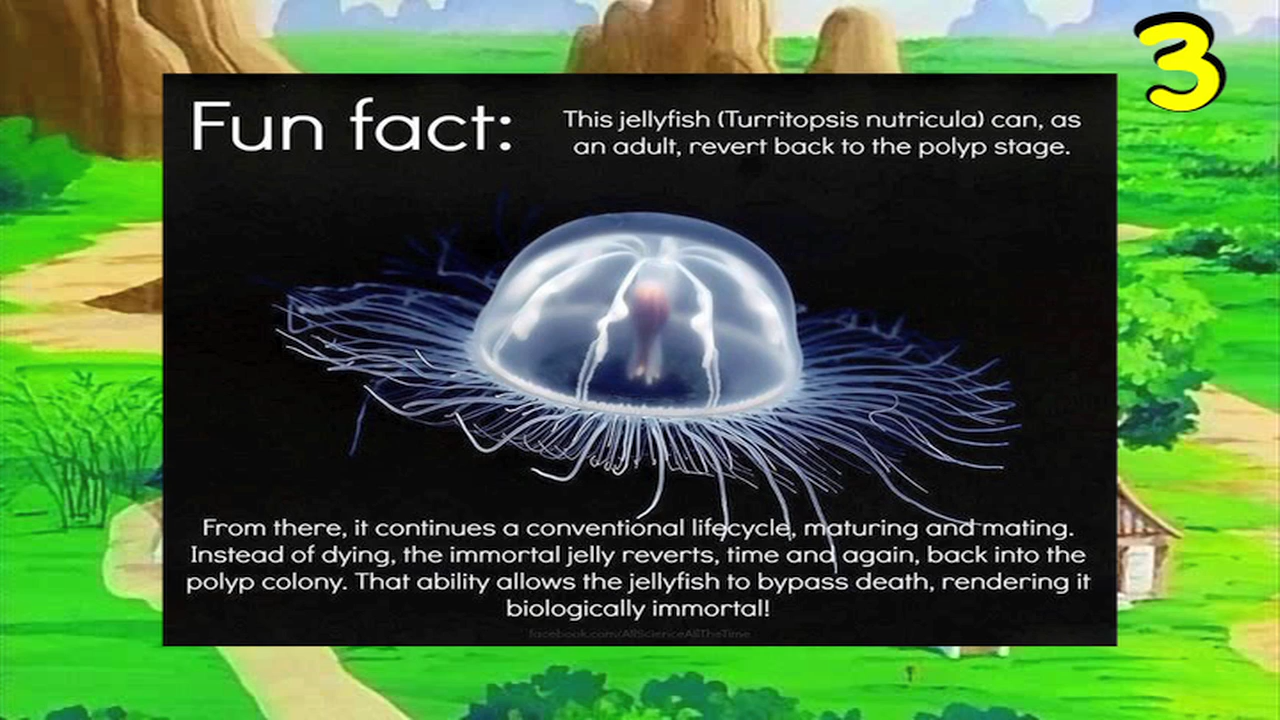 3
Fun fact:
This jellyfish (Turritopsis nutricula) can, as
an adult, revert back to the polyp stage.
From there, it continues a conventional lifecycle, maturing and mating.
Instead of dying, the immortal jelly reverts, time and again, back into the
polyp colony. That ability allows the jellyfish to bypass death, rendering it
biologically immortal!
facebook.com/AllScienceAllTheTime